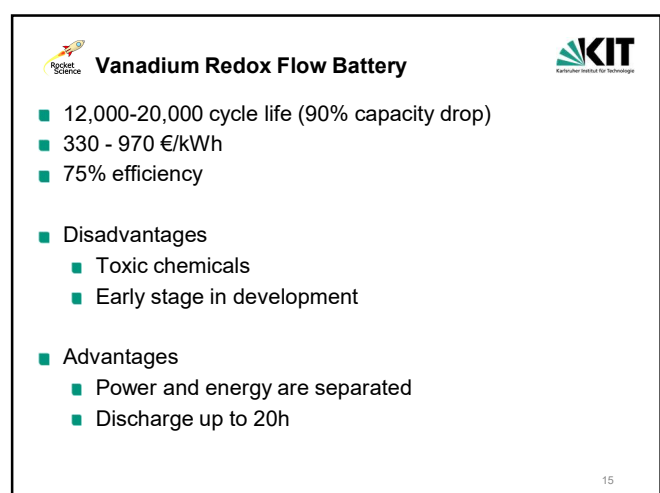 Rocket
Science
Vanadium Redox Flow Battery
KIT
Karlsruher Institut für Technologie
12,000-20,000 cycle life (90% capacity drop)
330 - 970 €/kWh
75% efficiency
Disadvantages
Toxic chemicals
Early stage in development
Advantages
Power and energy are separated
Discharge up to 20h
15